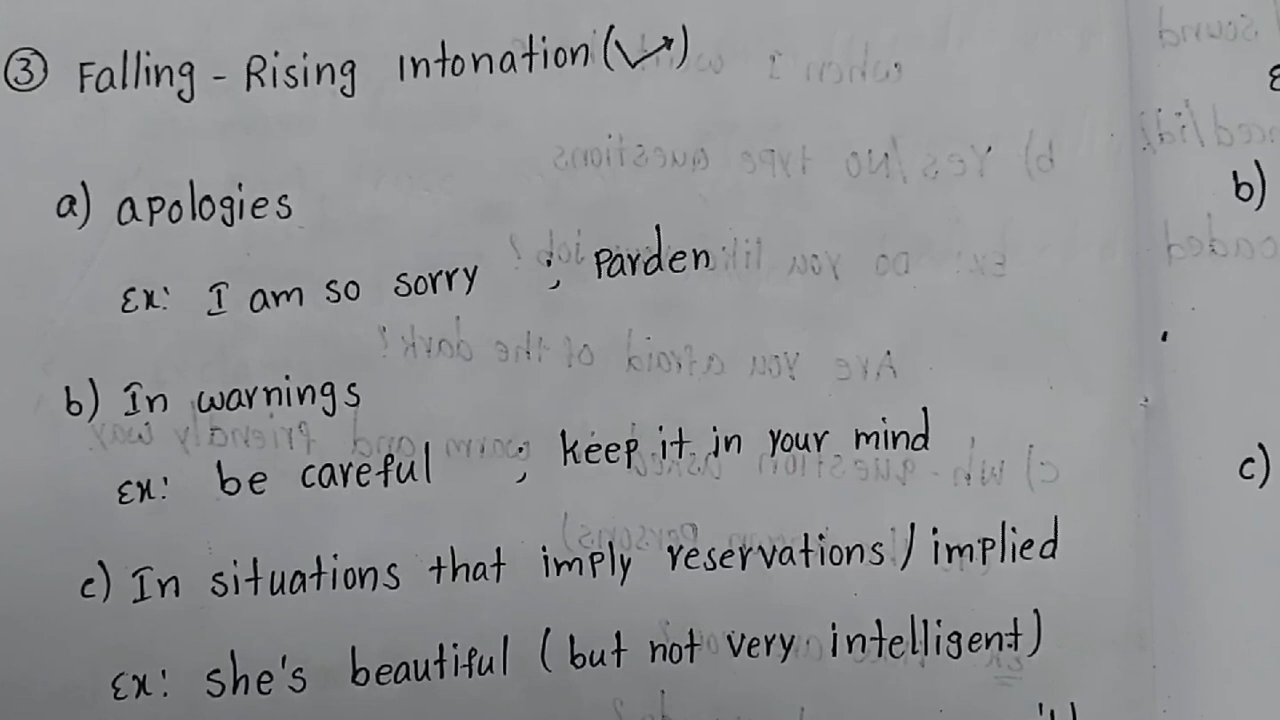 ③ Falling - Rising Intonation (↘↗)
a) apologies
Ex: I am so sorry ; Parden
b) In warnings
Ex: be careful ; keep it in your mind
c) In situations that imply reservations / implied
Ex: she's beautiful (but not very intelligent)
b)
c)